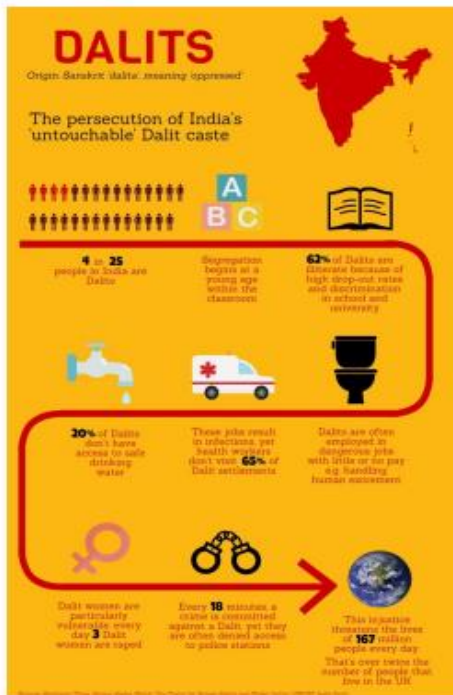 DALITS
Origin Sanskrit 'dalita' meaning 'oppressed'
The persecution of India's
'untouchable' Dalit caste
A
B C
4 in 25
people in India are
Dalits
Segregation
begins at a
young age
within the
classroom
62% of Dalits are
illiterate because of
high drop-out rates
and discrimination
in school and
university
20% of Dalits
don't have
access to safe
drinking
water
These jobs result
in infections, yet
health workers
don't visit 65% of
Dalit settlements
Dalits are often
employed in
dangerous jobs
with little or no pay
e.g. handling
human excrement
Dalit women are
particularly
vulnerable every
day 3 Dalit
women are raped
Every 18 minutes, a
crime is committed
against a Dalit, yet they
are often denied access
to police stations
This injustice
threatens the lives
of 167 million
people every day
That's over twice the
number of people that
live in the UK